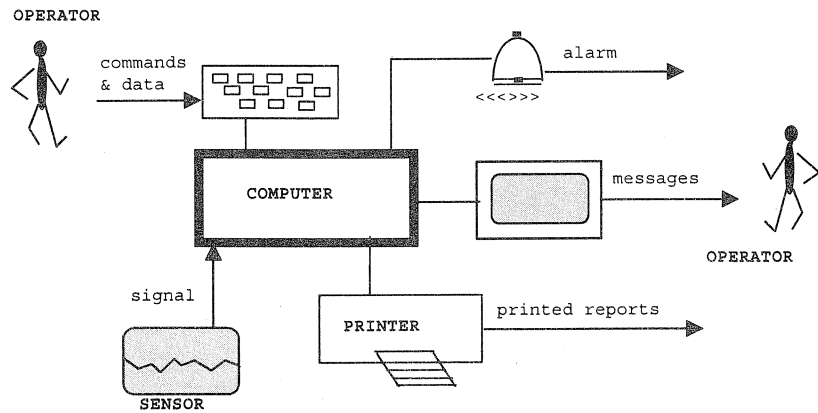 OPERATOR
commands
& data
alarm
<<<>>>
COMPUTER
messages
OPERATOR
signal
PRINTER
printed reports
SENSOR